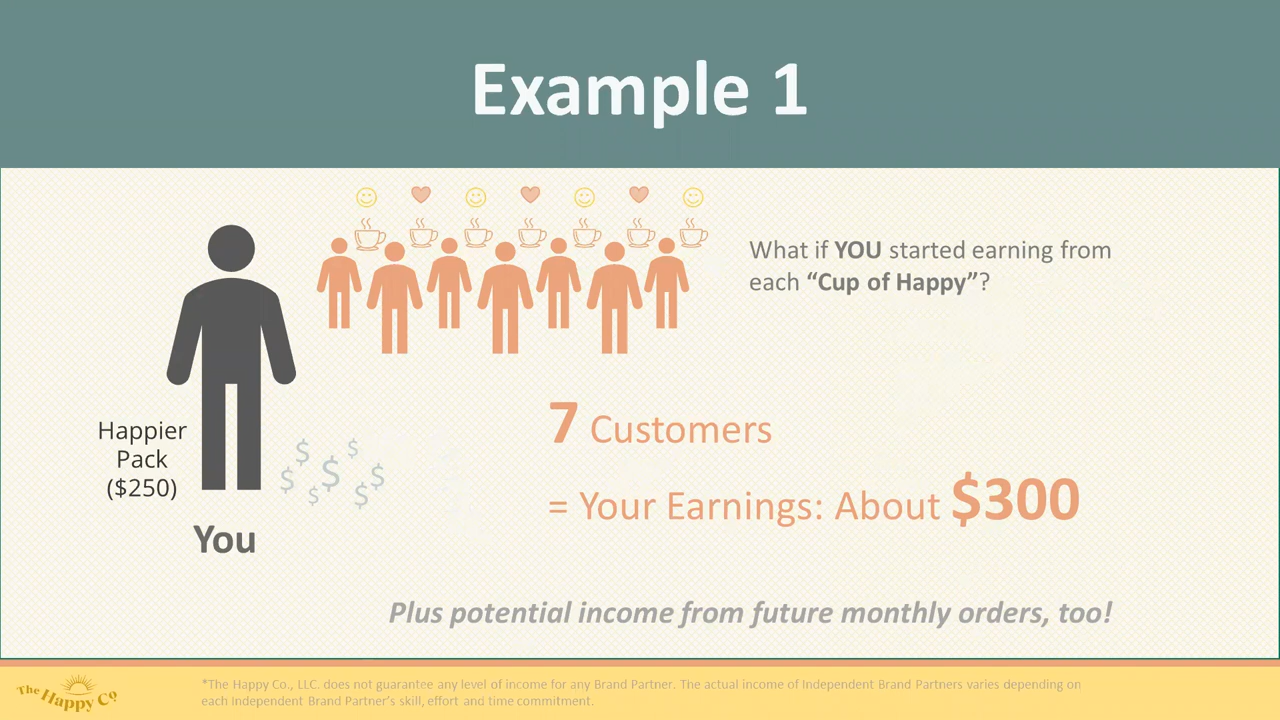 Example 1
What if YOU started earning from
each “Cup of Happy”?
7 Customers
= Your Earnings: About $300
Happier
Pack
($250)
$ $ $ $ $ $ $
You
Plus potential income from future monthly orders, too!
The Happy Co
*The Happy Co., LLC. does not guarantee any level of income for any Brand Partner. The actual income of Independent Brand Partners varies depending on
each Independent Brand Partner’s skill, effort and time commitment.